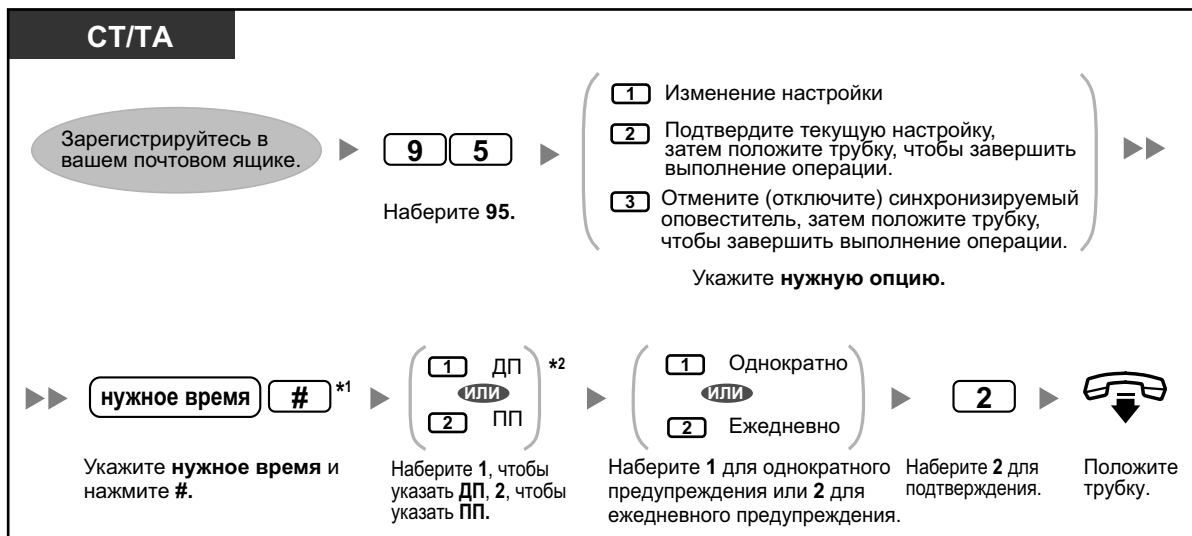 СТ/ТА
Зарегистрируйтесь в
вашем почтовом ящике.
9 5
Наберите 95.
1 Изменение настройки
2 Подтвердите текущую настройку,
затем положите трубку, чтобы завершить
выполнение операции.
3 Отмените (отключите) синхронизируемый
оповеститель, затем положите трубку,
чтобы завершить выполнение операции.
Укажите нужную опцию.
нужное время # *1
Укажите нужное время и
нажмите #.
1 ДП *2
ИЛИ
2 ПП
Наберите 1, чтобы
указать ДП, 2, чтобы
указать ПП.
1 Однократно
ИЛИ
2 Ежедневно
Наберите 1 для однократного
предупреждения или 2 для
ежедневного предупреждения.
2
Наберите 2 для
подтверждения.
Положите
трубку.